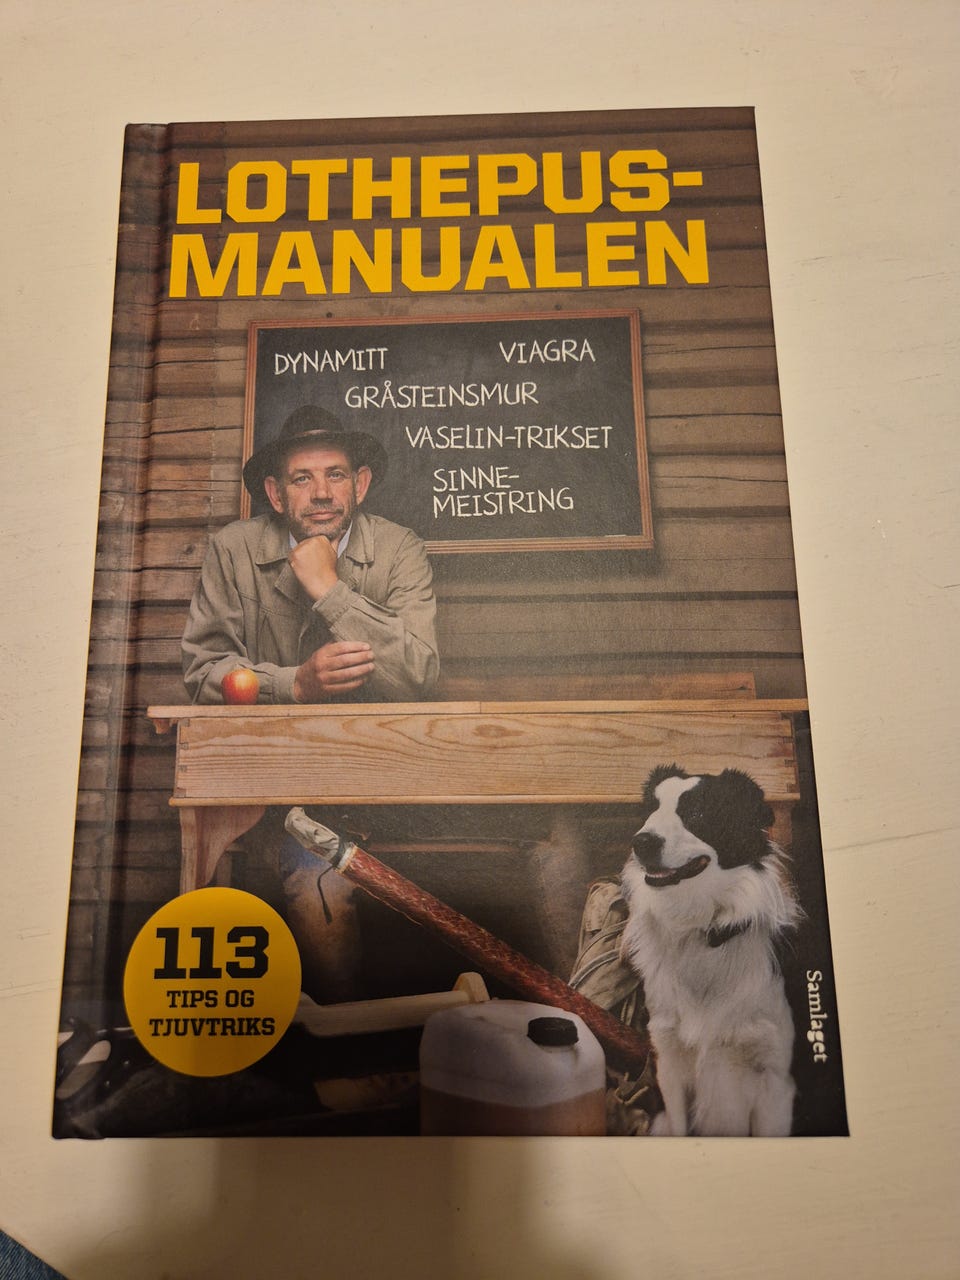 LOTHEPUS-
MANUALEN
DYNAMITT
VIAGRA
GRÅSTEINSMUR
VASELIN-TRIKSET
SINNE-
MEISTRING
113
TIPS OG
TJUVTRIKS
Samlaget